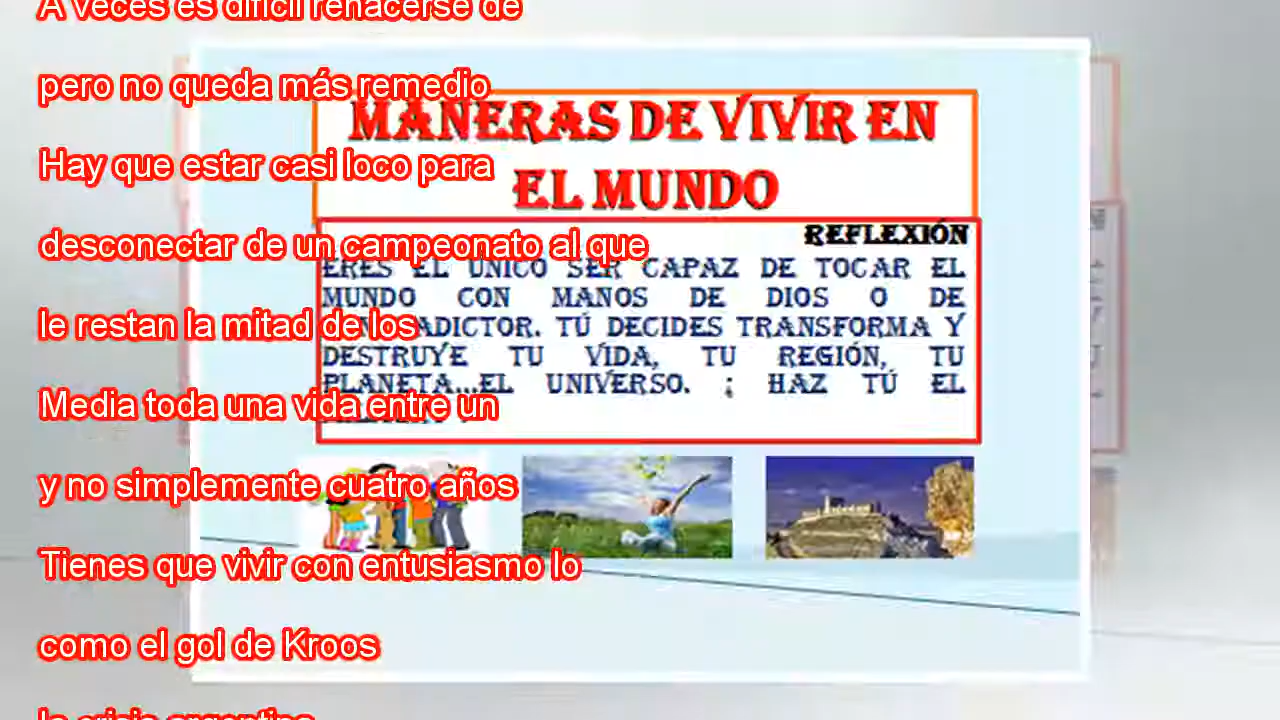 A veces es difícil rehacerse de
pero no queda más remedio
Hay que estar casi loco para
desconectar de un campeonato al que
le restan la mitad de los
Media toda una vida entre un
y no simplemente cuatro años
Tienes que vivir con entusiasmo lo
como el gol de Kroos
la crisis argentina
MANERAS DE VIVIR EN
EL MUNDO
REFLEXIÓN
ERES EL ÚNICO SER CAPAZ DE TOCAR EL
MUNDO CON MANOS DE DIOS O DE
TÚ DECIDES TRANSFORMA Y
DESTRUYE TU VIDA, TU REGIÓN, TU
PLANETA...EL UNIVERSO. ; HAZ TÚ EL